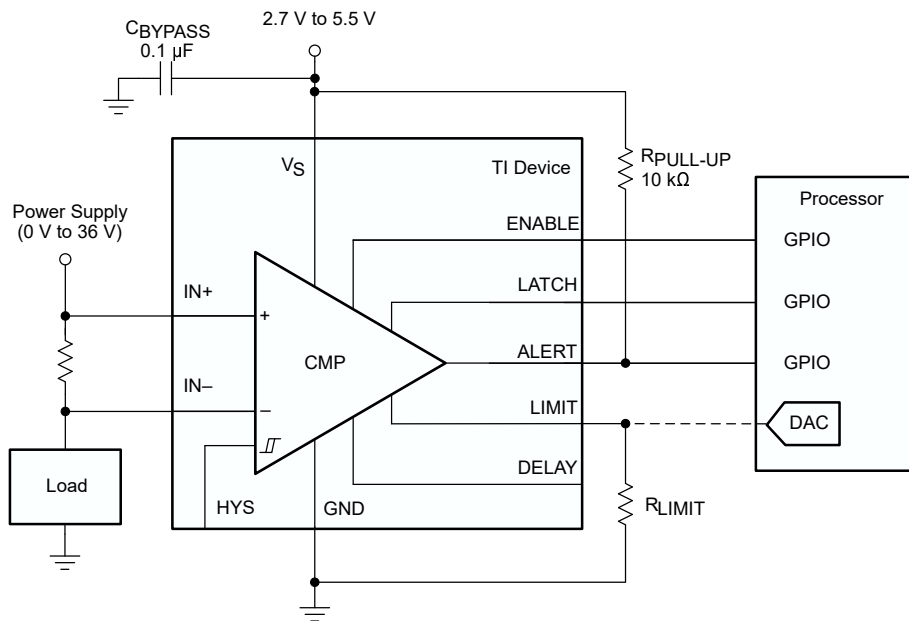 2.7 V to 5.5 V
CBYPASS
0.1 µF
VS
TI Device
RPULL-UP
10 kΩ
Processor
Power Supply
(0 V to 36 V)
ENABLE
GPIO
IN+
LATCH
GPIO
+
CMP
ALERT
GPIO
IN–
–
LIMIT
DAC
Load
DELAY
HYS
GND
RLIMIT